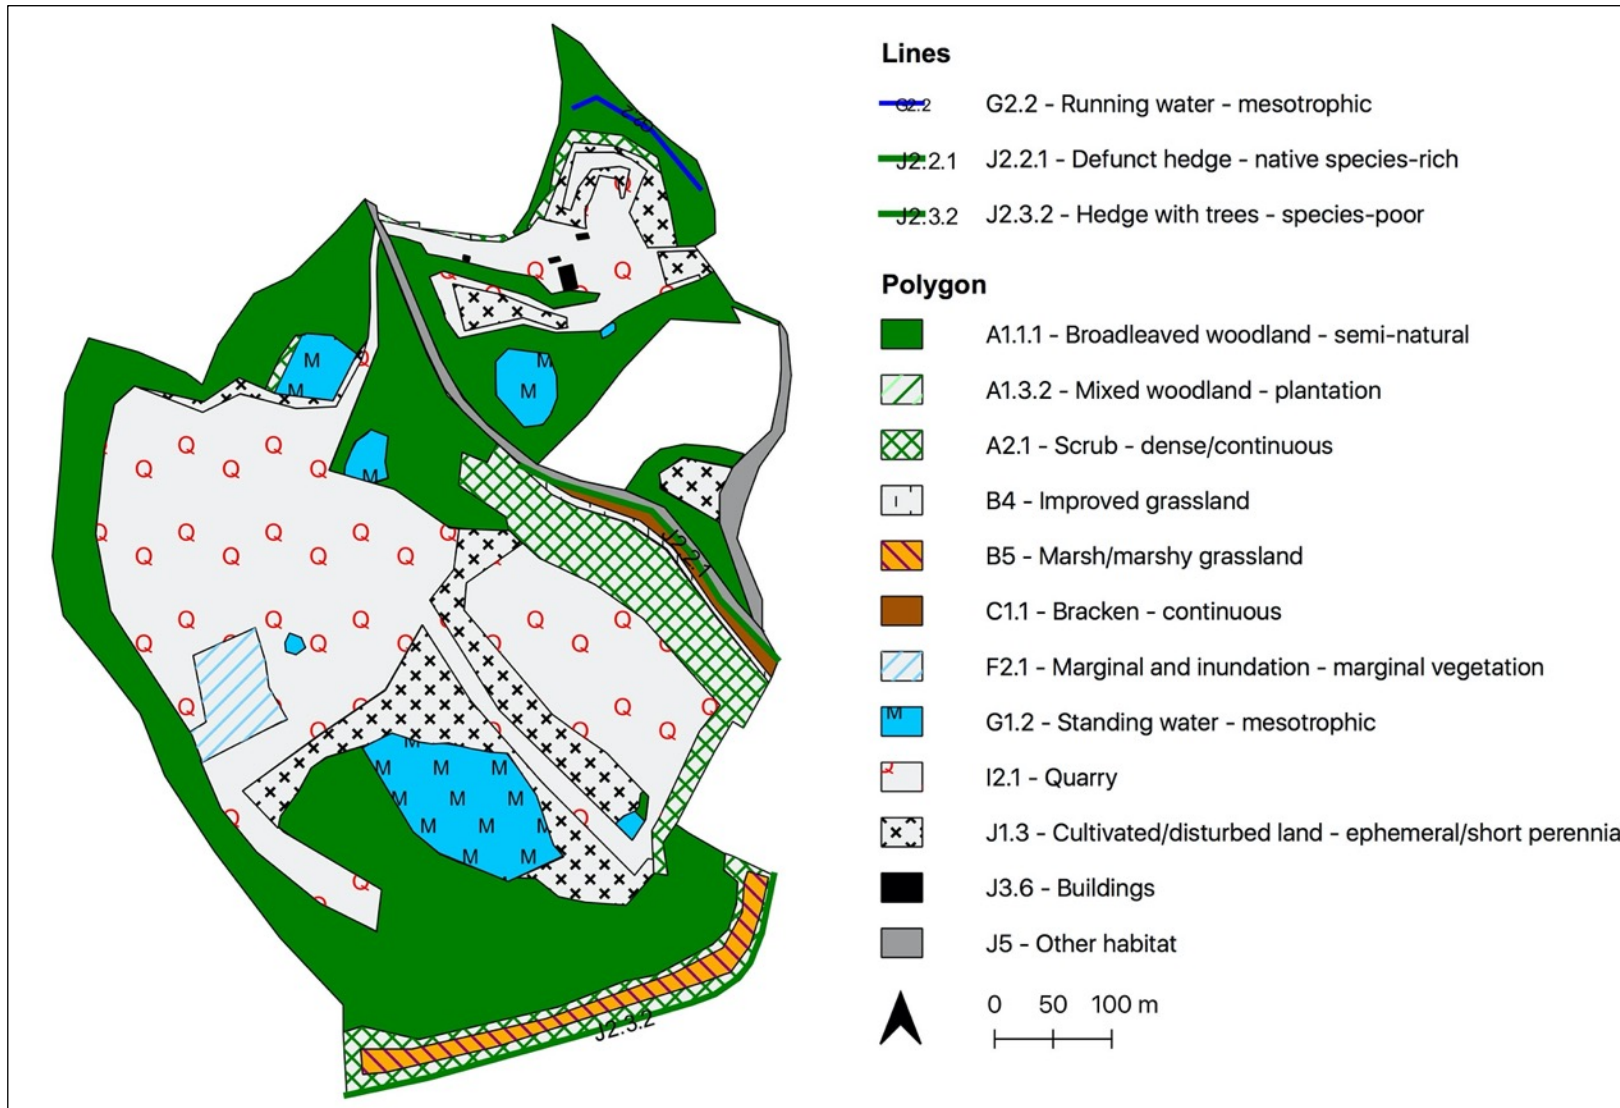 Lines
G2.2 G2.2 - Running water - mesotrophic
J2.2.1 J2.2.1 - Defunct hedge - native species-rich
J2.3.2 J2.3.2 - Hedge with trees - species-poor
Polygon
A1.1.1 - Broadleaved woodland - semi-natural
A1.3.2 - Mixed woodland - plantation
A2.1 - Scrub - dense/continuous
I B4 - Improved grassland
B5 - Marsh/marshy grassland
C1.1 - Bracken - continuous
F2.1 - Marginal and inundation - marginal vegetation
M G1.2 - Standing water - mesotrophic
Q I2.1 - Quarry
J1.3 - Cultivated/disturbed land - ephemeral/short perennia
J3.6 - Buildings
J5 - Other habitat
0 50 100 m
G2.2
Q
Q Q
M M
M M
Q Q
Q Q Q
M
Q Q Q Q Q
Q Q Q
J2.2.1
Q Q Q Q Q
Q Q Q
Q Q Q
Q
M M M
M M M
M M M
M M
Q
J2.3.2